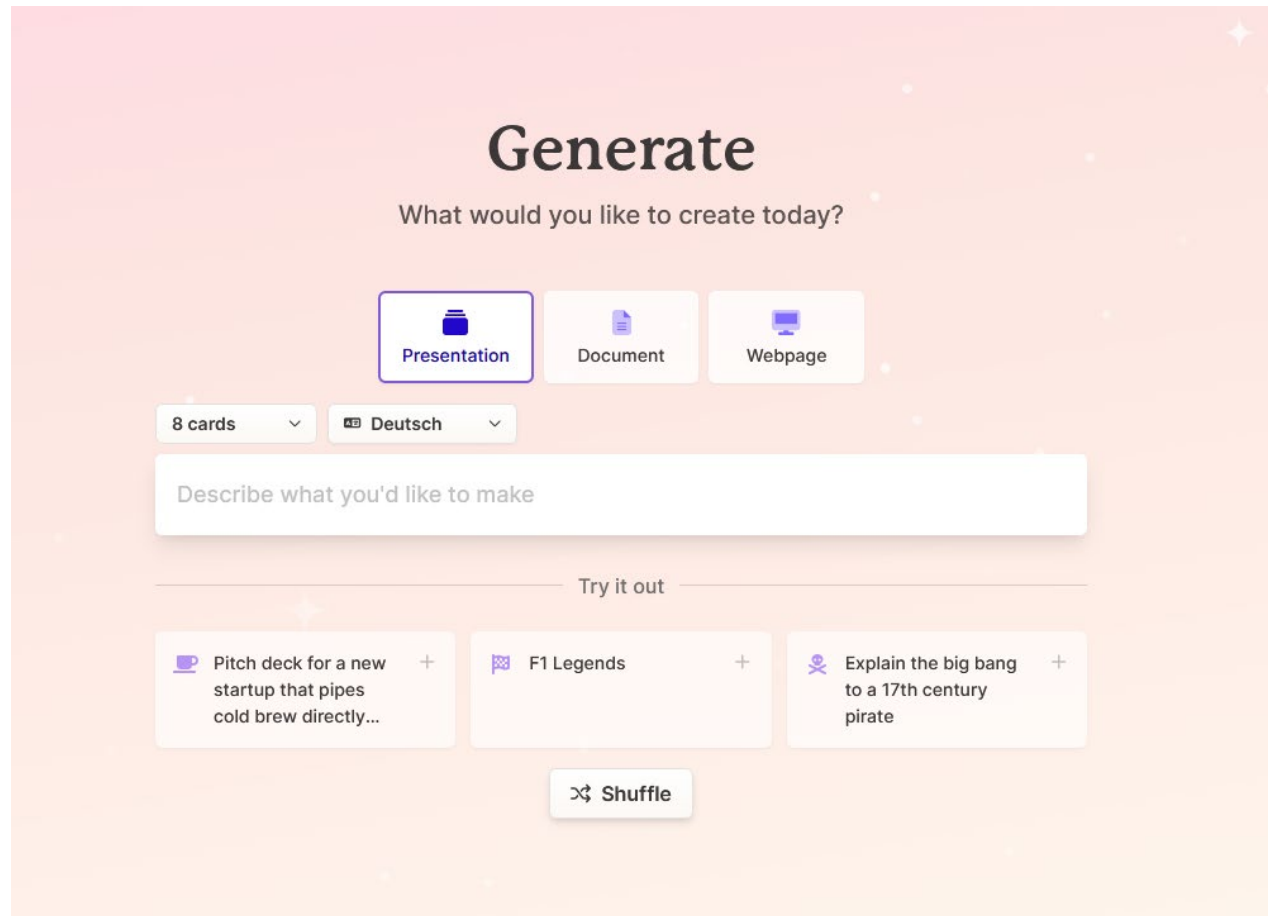 Generate
What would you like to create today?
Presentation
Document
Webpage
8 cards
Deutsch
Describe what you'd like to make
Try it out
Pitch deck for a new
startup that pipes
cold brew directly...
F1 Legends
Explain the big bang
to a 17th century
pirate
Shuffle